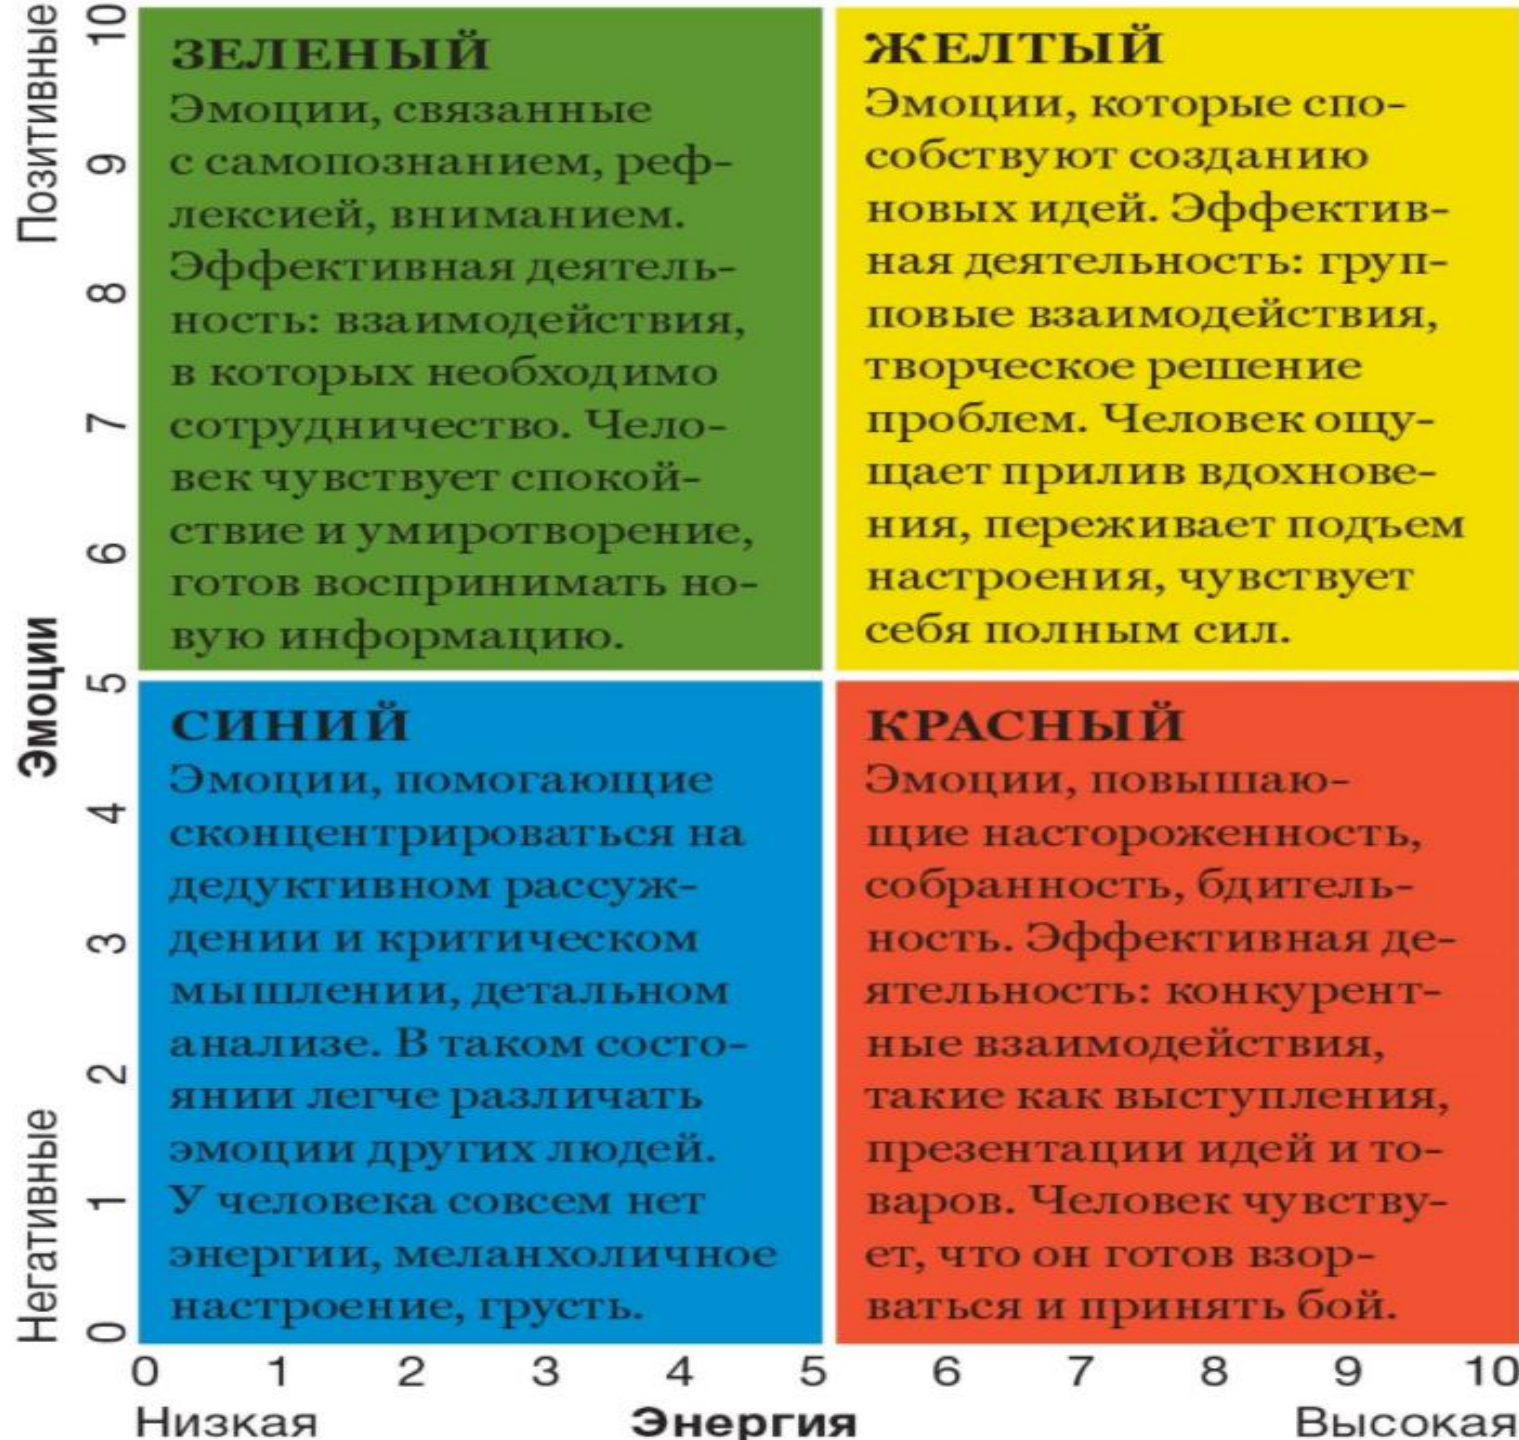 Позитивные
Эмоции
Негативные
10
9
8
7
6
5
4
3
2
1
0
ЗЕЛЕНЫЙ
Эмоции, связанные
с самопознанием, реф-
лексией, вниманием.
Эффективная деятель-
ность: взаимодействия,
в которых необходимо
сотрудничество. Чело-
век чувствует спокой-
ствие и умиротворение,
готов воспринимать но-
вую информацию.
ЖЕЛТЫЙ
Эмоции, которые спо-
собствуют созданию
новых идей. Эффектив-
ная деятельность: груп-
повые взаимодействия,
творческое решение
проблем. Человек ощу-
щает прилив вдохнове-
ния, переживает подъем
настроения, чувствует
себя полным сил.
СИНИЙ
Эмоции, помогающие
сконцентрироваться на
дедуктивном рассуж-
дении и критическом
мышлении, детальном
анализе. В таком состо-
янии легче различать
эмоции других людей.
У человека совсем нет
энергии, меланхоличное
настроение, грусть.
КРАСНЫЙ
Эмоции, повышаю-
щие настороженность,
собранность, бдитель-
ность. Эффективная де-
ятельность: конкурент-
ные взаимодействия,
такие как выступления,
презентации идей и то-
варов. Человек чувству-
ет, что он готов взор-
ваться и принять бой.
0 1 2 3 4 5 6 7 8 9 10
Низкая Энергия Высокая